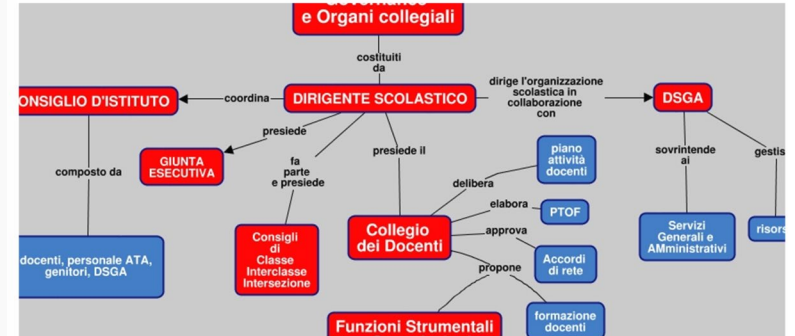 e Organi collegiali
costituiti
da
ONSIGLIO D'ISTITUTO
coordina
DIRIGENTE SCOLASTICO
dirige l'organizzazione
scolastica in
collaborazione
con
DSGA
presiede
GIUNTA
ESECUTIVA
fa
parte
e presiede
presiede il
piano
attività
docenti
sovrintende
ai
gestis
composto da
delibera
elabora
PTOF
Collegio
dei Docenti
approva
Accordi
di rete
Servizi
Generali e
AMministrativi
risors
Consigli
di
Classe
Interclasse
Intersezione
docenti, personale ATA,
genitori, DSGA
propone
Funzioni Strumentali
formazione
docenti